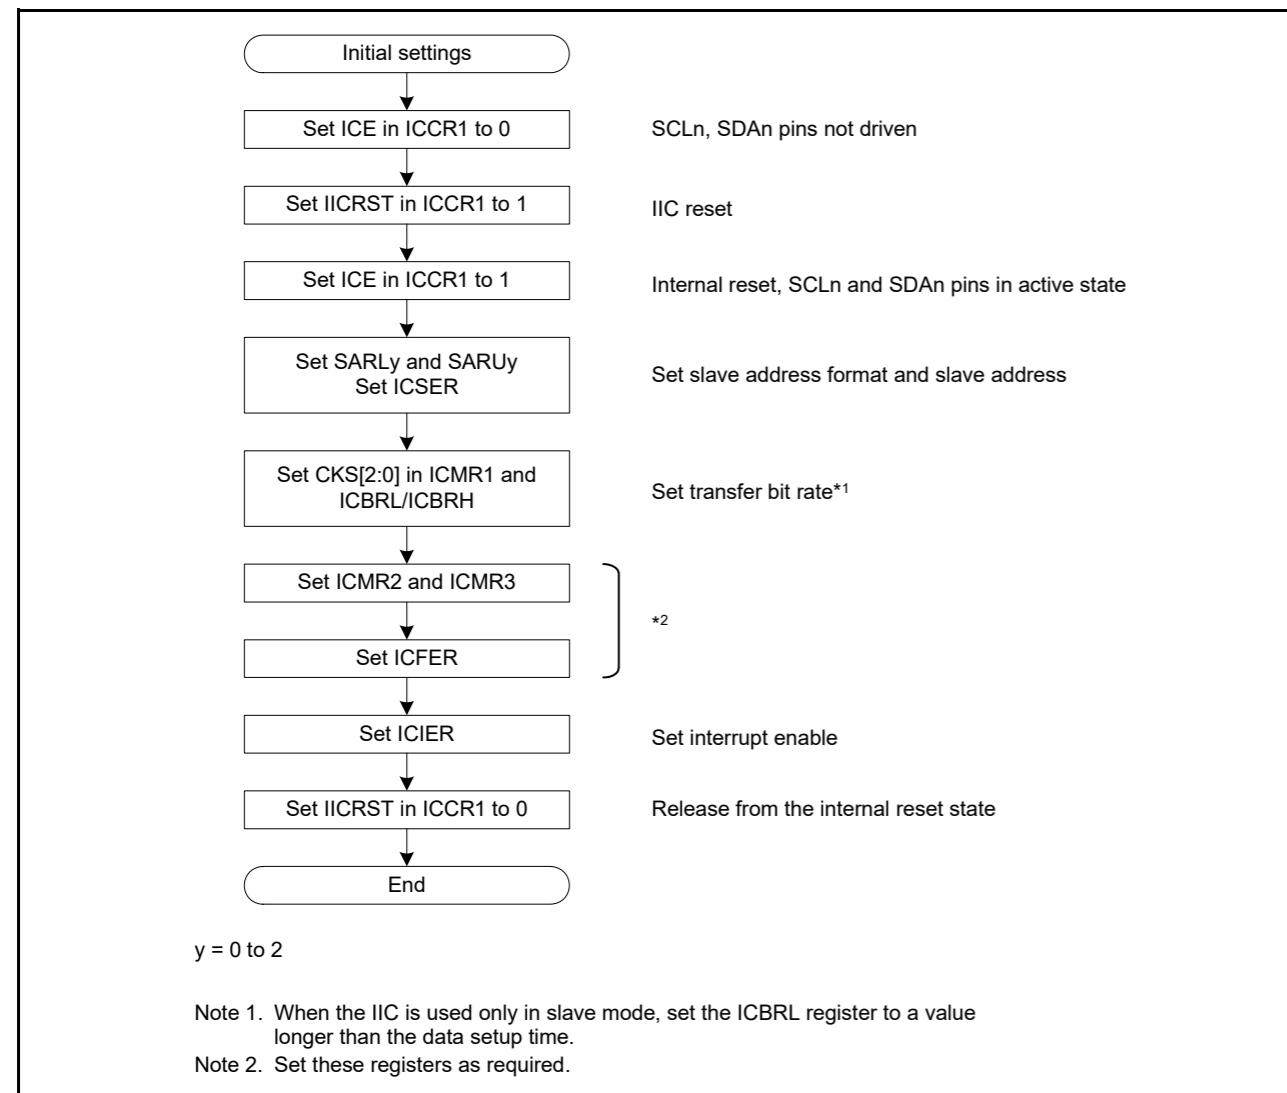 Initial settings
Set ICE in ICCR1 to 0
SCLn, SDAn pins not driven
Set IICRST in ICCR1 to 1
IIC reset
Set ICE in ICCR1 to 1
Internal reset, SCLn and SDAn pins in active state
Set SARLy and SARUy
Set ICSER
Set slave address format and slave address
Set CKS[2:0] in ICMR1 and
ICBRL/ICBRH
Set transfer bit rate*1
Set ICMR2 and ICMR3
*2
Set ICFER
Set ICIER
Set interrupt enable
Set IICRST in ICCR1 to 0
Release from the internal reset state
End
y = 0 to 2
Note 1. When the IIC is used only in slave mode, set the ICBRL register to a value
longer than the data setup time.
Note 2. Set these registers as required.